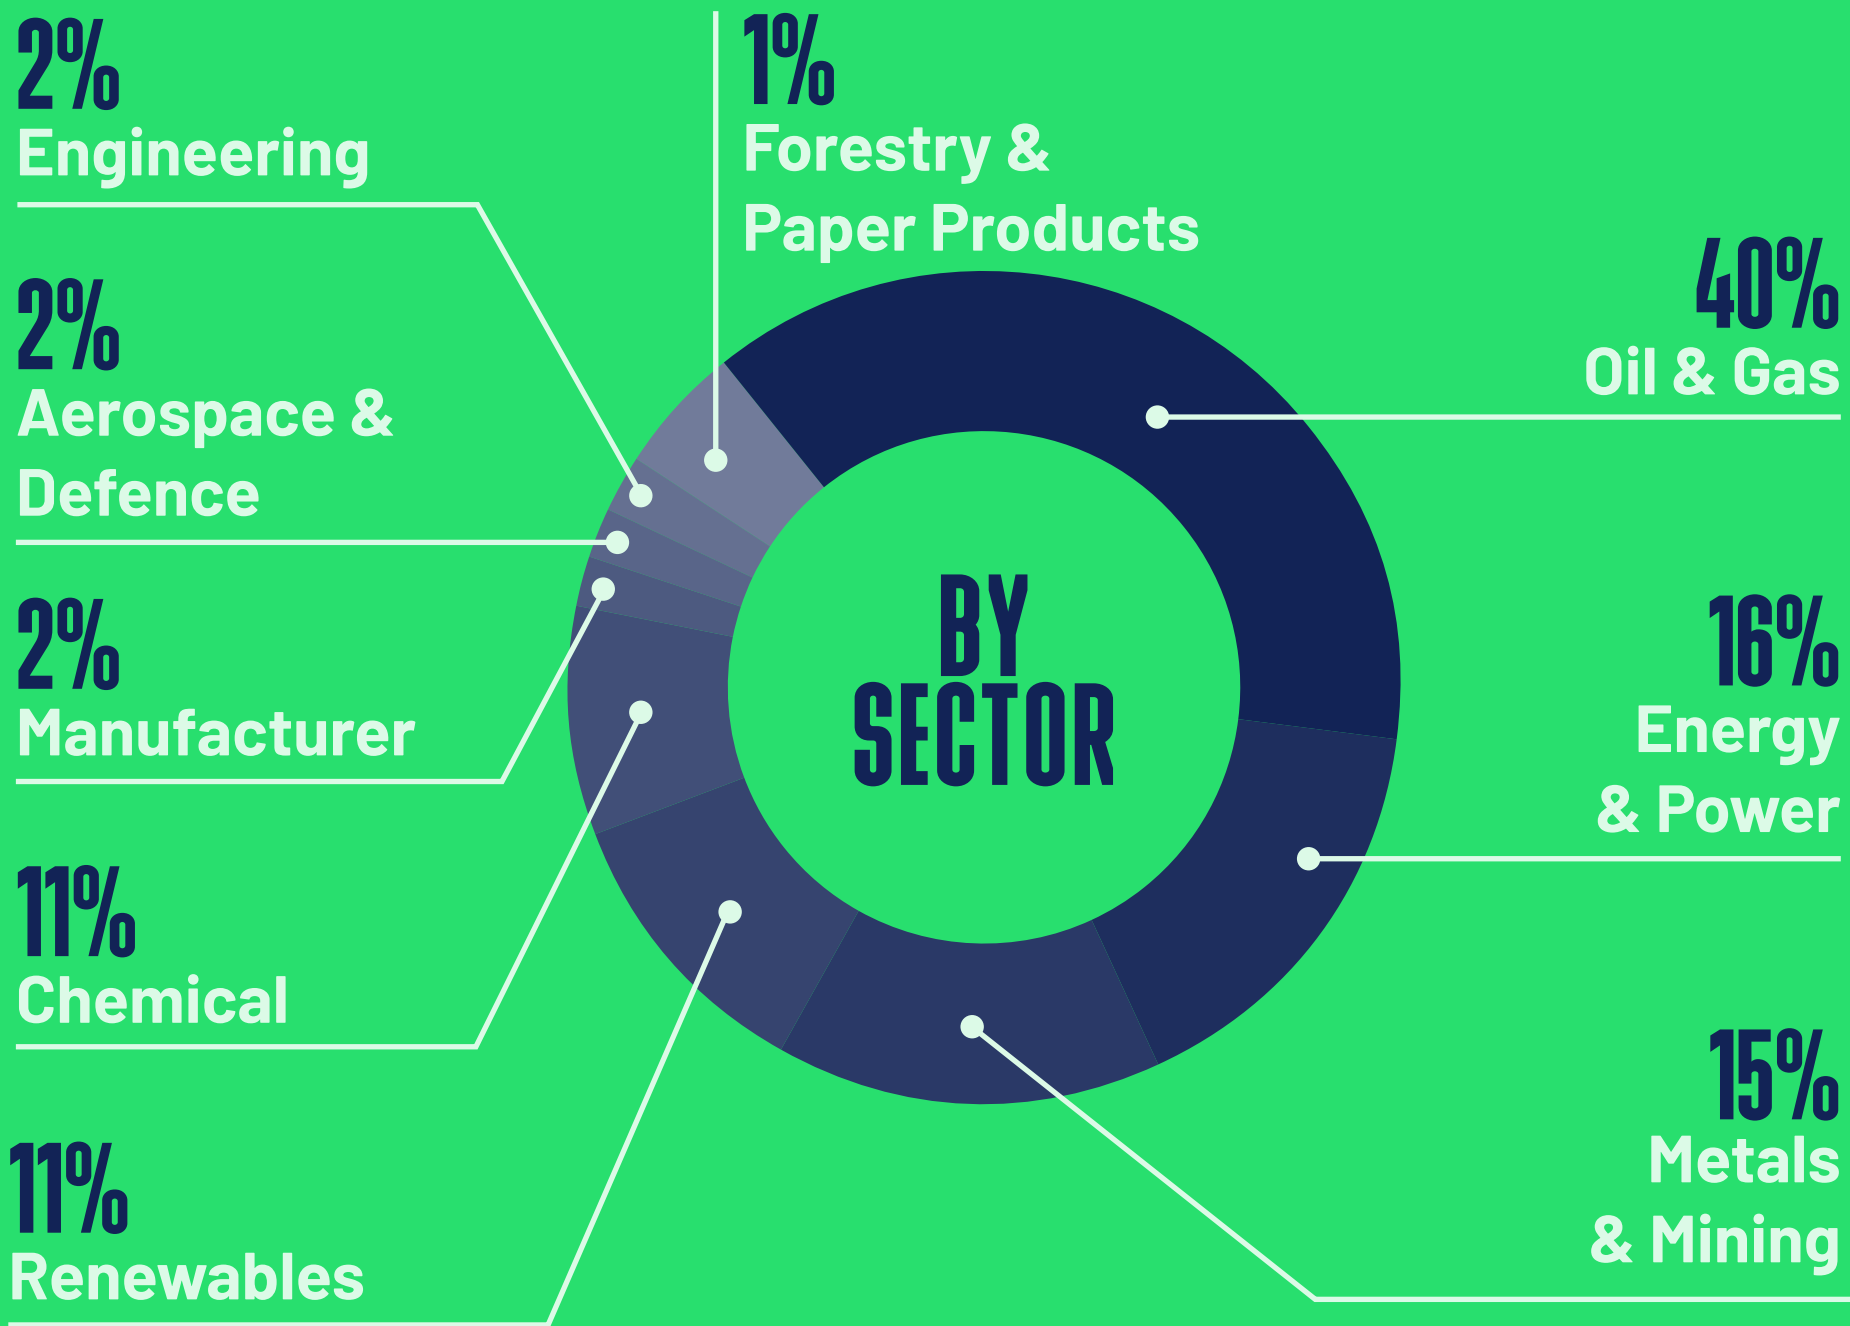 2%
Engineering
2%
Aerospace &
Defence
2%
Manufacturer
11%
Chemical
11%
Renewables
1%
Forestry &
Paper Products
BY
SECTOR
40%
Oil & Gas
16%
Energy
& Power
15%
Metals
& Mining